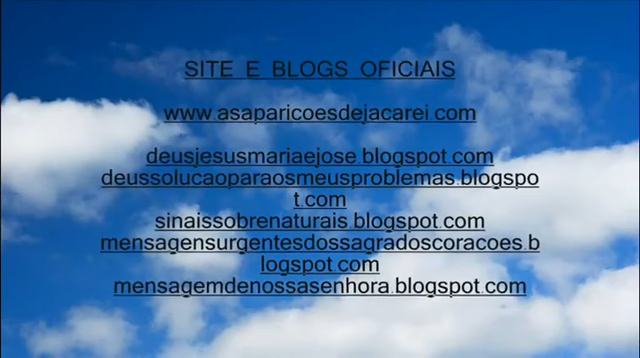 SITE E BLOGS OFICIAIS
www.asaparicoesdejacarei.com
deusjesusmariaejose.blogspot.com
deussolucaoparaosmeusproblemas.blogspo
t.com
sinaissobrenaturais.blogspot.com
mensagensurgentesdossagradoscoracoes.b
logspot.com
mensagemdenossasenhora.blogspot.com